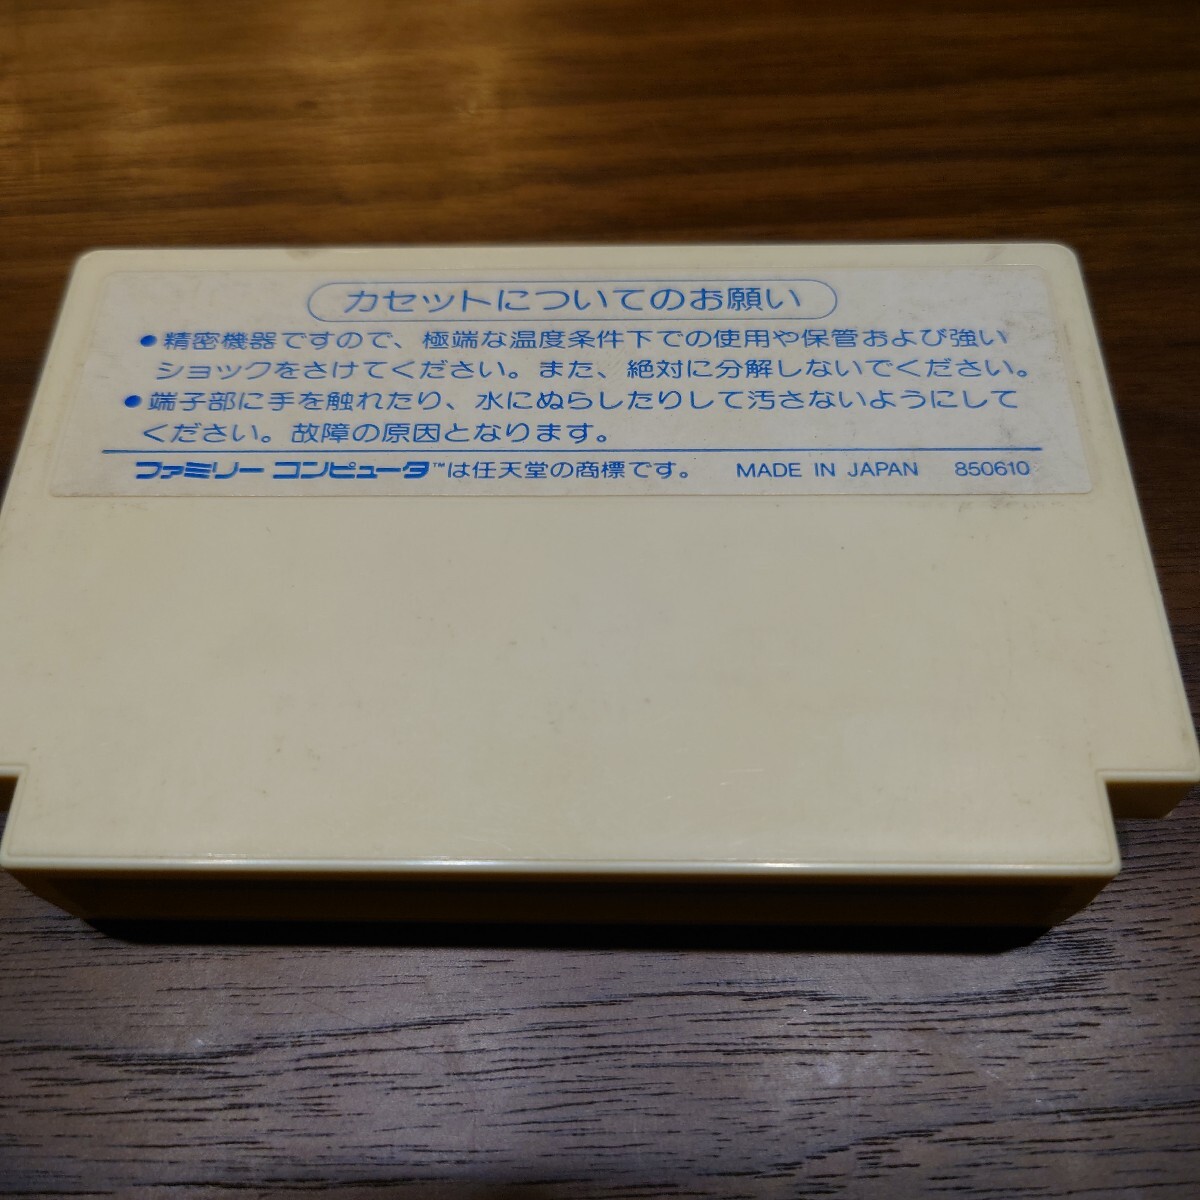 カセットについてのお願い
●精密機器ですので、極端な温度条件下での使用や保管および強い
ショックをさけてください。また、絶対に分解しないでください。
●端子部に手を触れたり、水にぬらしたりして汚さないようにして
ください。故障の原因となります。
ファミリー コンピュータ™は任天堂の商標です。 MADE IN JAPAN 850610